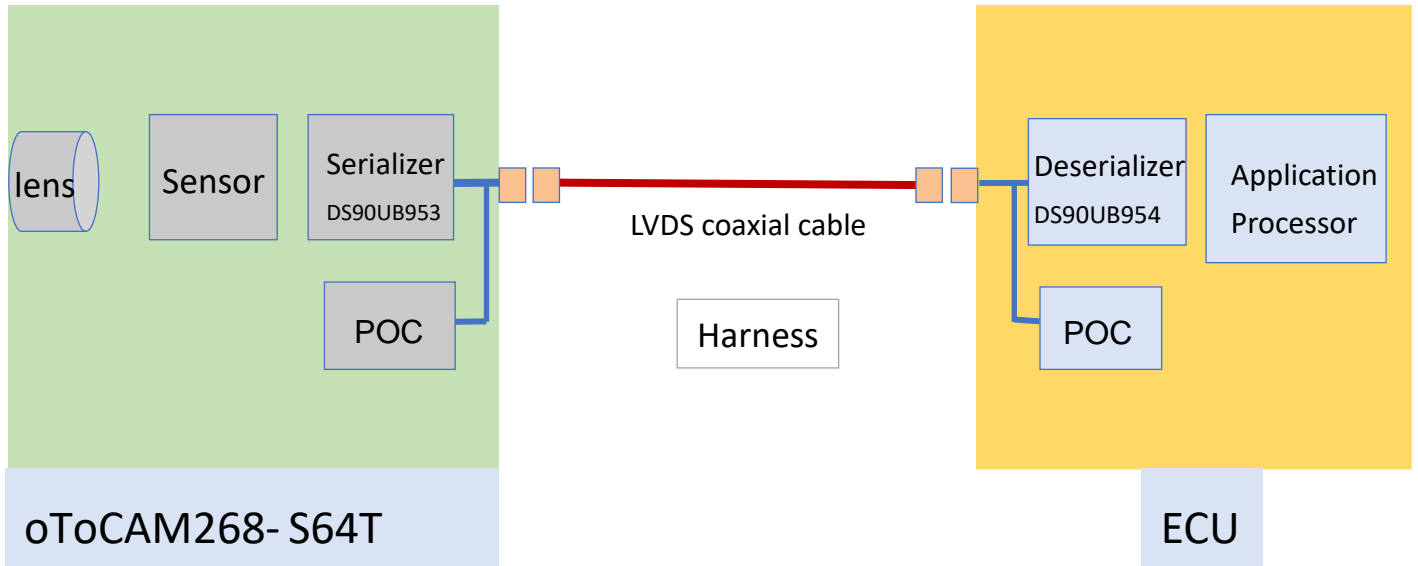 lens
Sensor
Serializer
DS90UB953
POC
LVDS coaxial cable
Harness
Deserializer
DS90UB954
Application
Processor
POC
oToCAM268- S64T
ECU